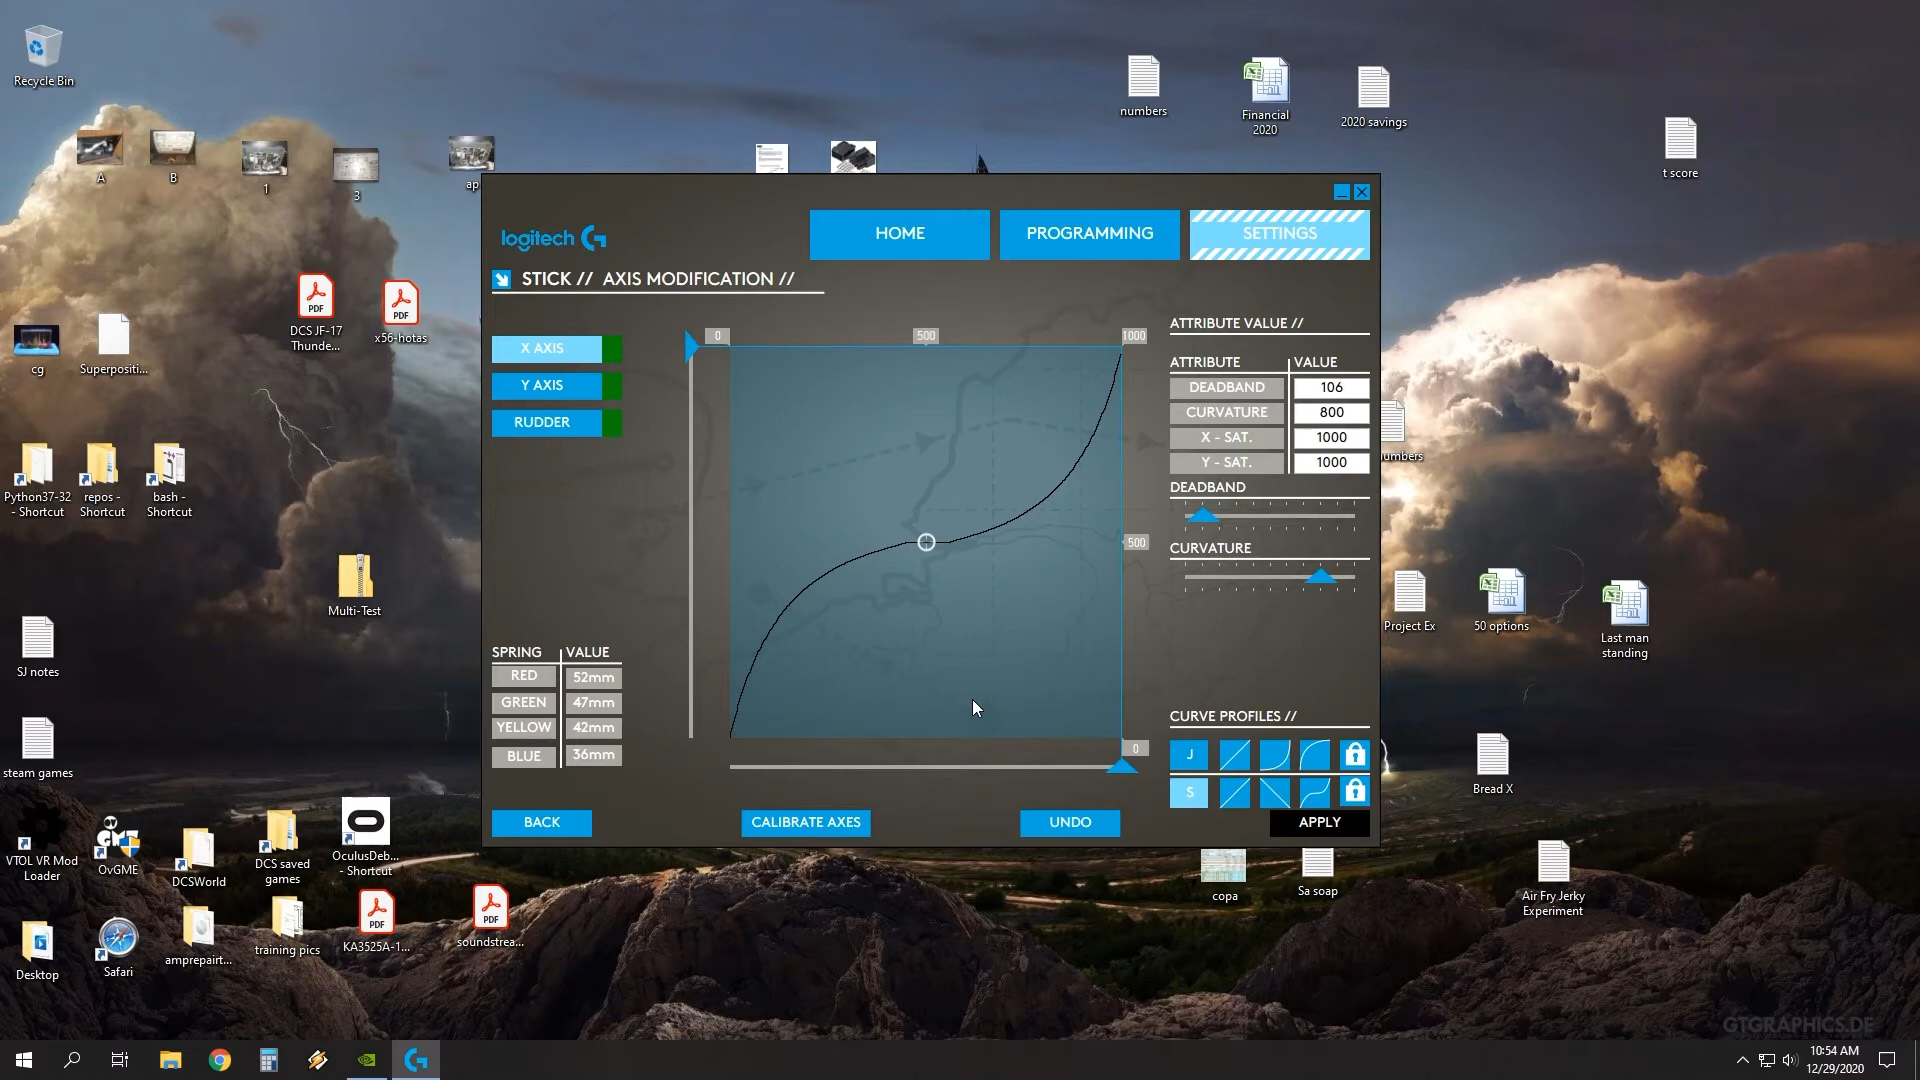 Recycle Bin
A
B
1
3
ap
numbers
Financial
2020
2020 savings
t score
logitech
HOME
PROGRAMMING
SETTINGS
STICK // AXIS MODIFICATION //
X AXIS
Y AXIS
RUDDER
0
500
1000
500
0
ATTRIBUTE VALUE //
ATTRIBUTE
VALUE
DEADBAND
106
CURVATURE
800
X - SAT.
1000
Y - SAT.
1000
DEADBAND
CURVATURE
SPRING
VALUE
RED
52mm
GREEN
47mm
YELLOW
42mm
BLUE
36mm
CURVE PROFILES //
J
S
BACK
CALIBRATE AXES
UNDO
APPLY
PDF
DCS JF-17
Thunde...
PDF
x56-hotas
cg
Superpositi...
Python37-32
- Shortcut
repos -
Shortcut
bash -
Shortcut
Multi-Test
SJ notes
steam games
VTOL VR Mod
Loader
OvGME
DCSWorld
DCS saved
games
OculusDeb...
- Shortcut
Desktop
Safari
amprepairt...
training pics
PDF
KA3525A-1...
PDF
soundstrea...
umbers
Project Ex
50 options
Last man
standing
Bread X
copa
Sa soap
Air Fry Jerky
Experiment
GTGRAPHICS.DE
10:54 AM
12/29/2020